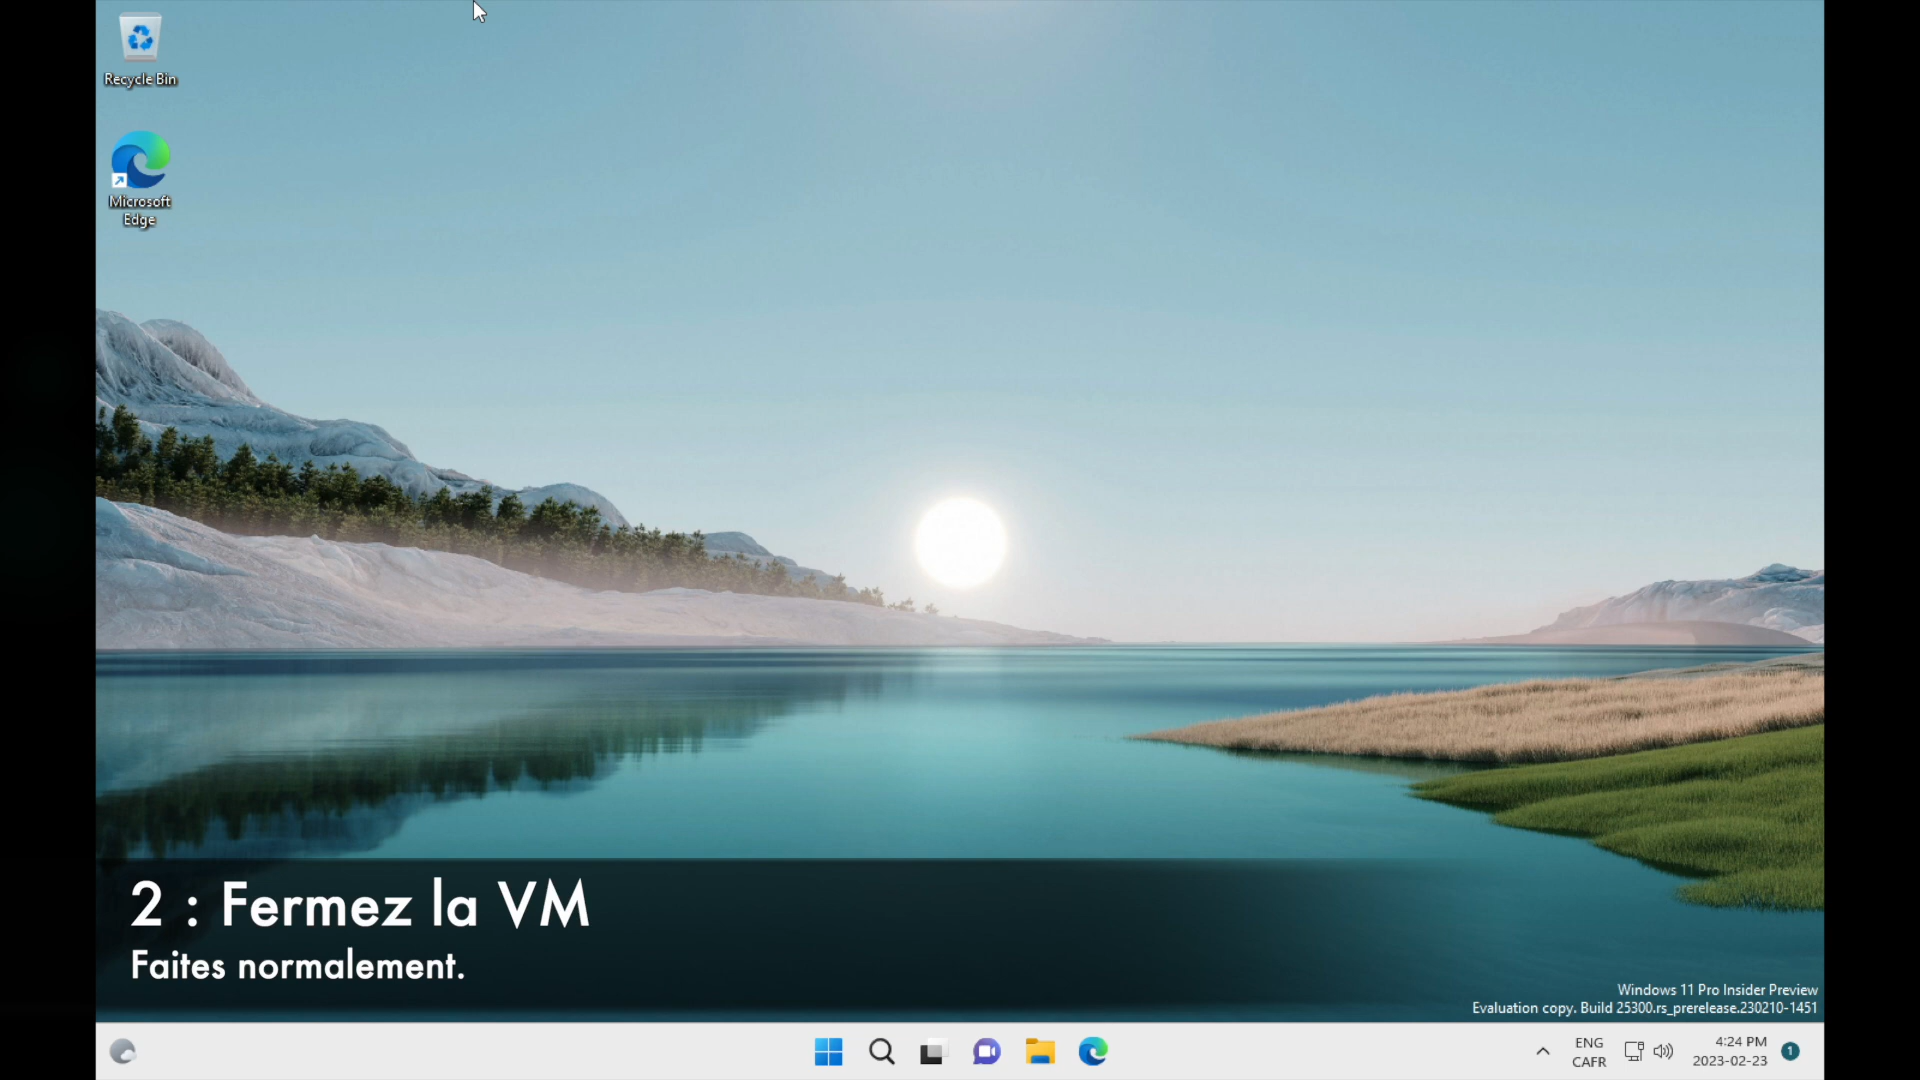 Recycle Bin
Microsoft
Edge
2 : Fermez la VM
Faites normalement.
Windows 11 Pro Insider Preview
Evaluation copy. Build 25300.rs_prerelease.230210-1451
ENG
CAFR
4:24 PM
2023-02-23
1